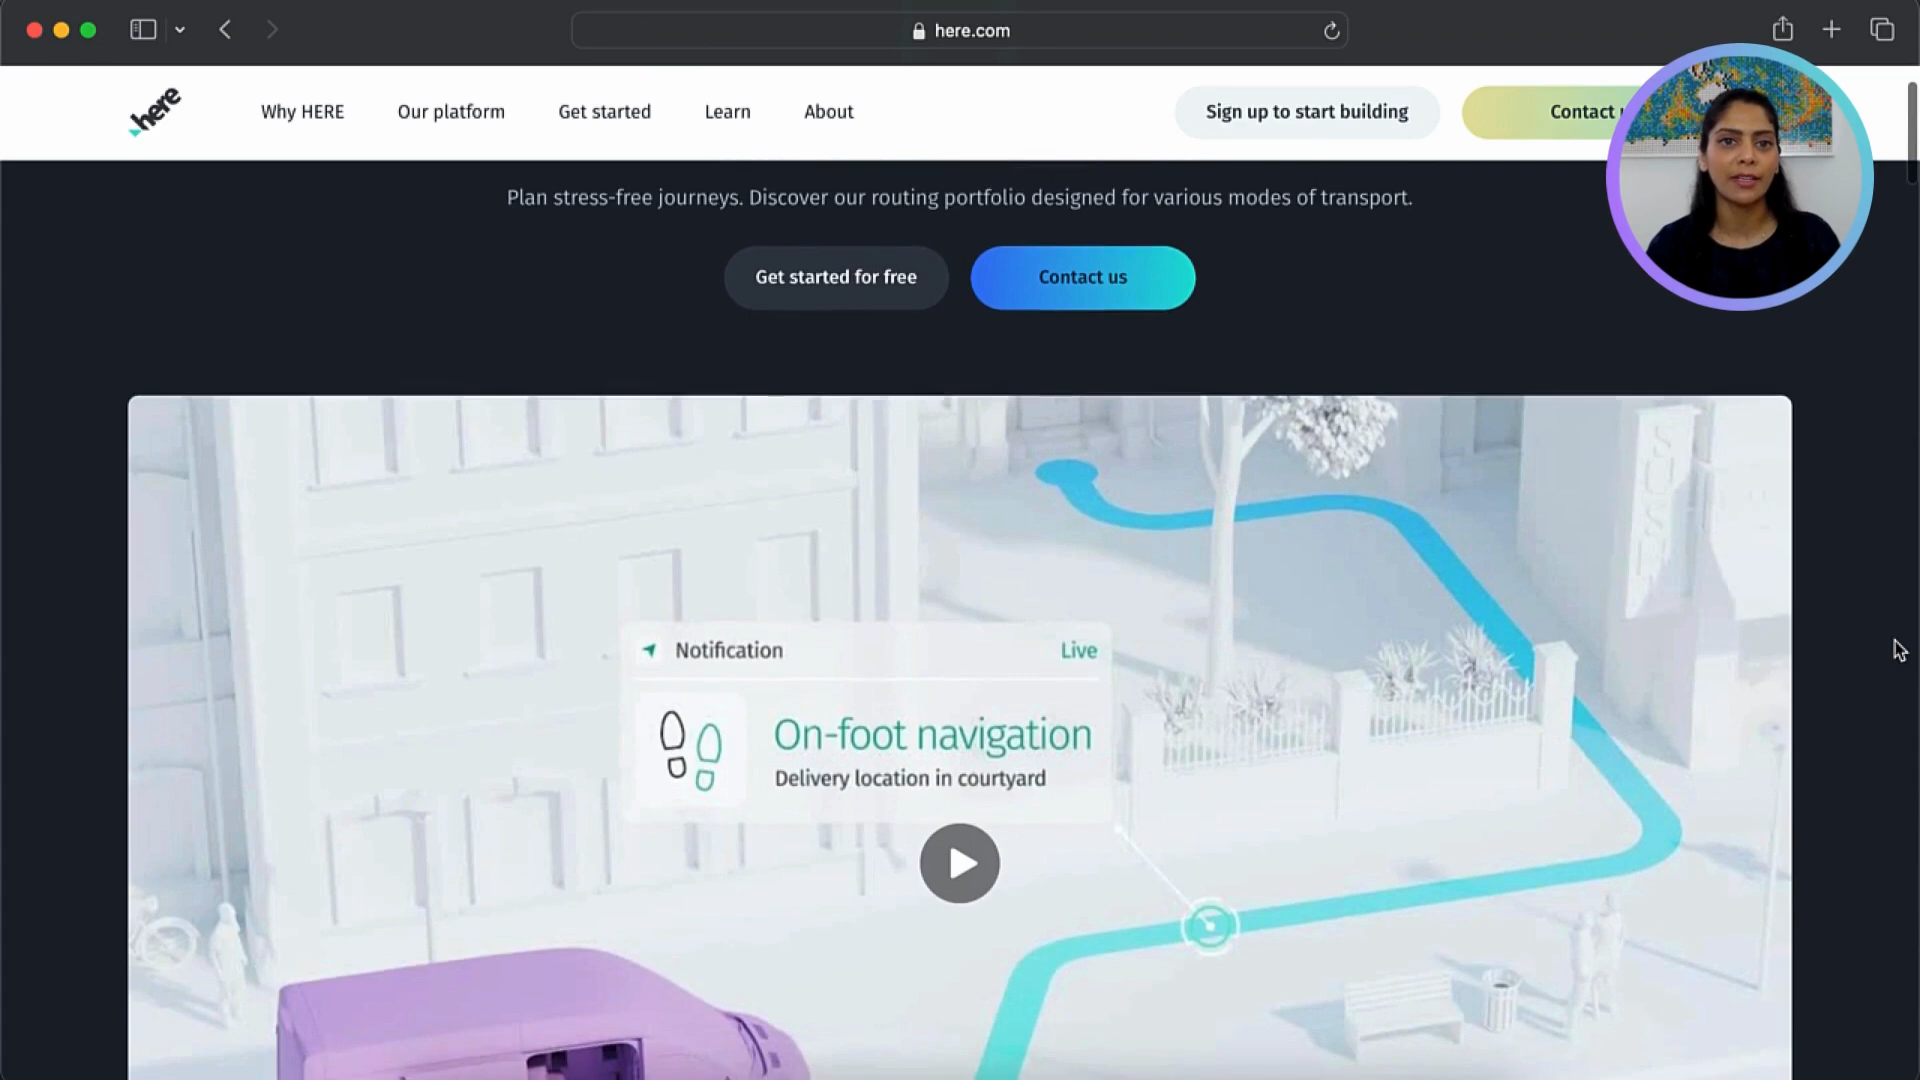 here.com
here
Why HERE
Our platform
Get started
Learn
About
Sign up to start building
Contact
Plan stress-free journeys. Discover our routing portfolio designed for various modes of transport.
Get started for free
Contact us
Notification
Live
On-foot navigation
Delivery location in courtyard